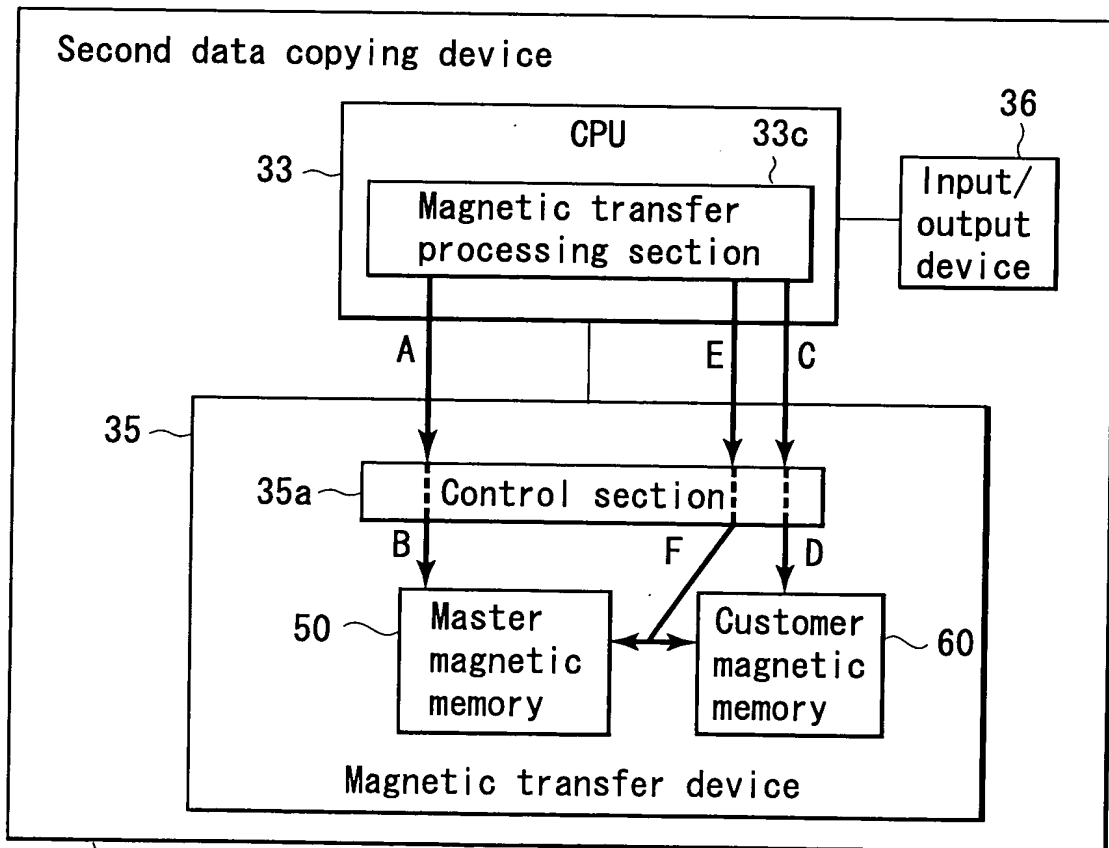 Second data copying device
36
CPU
33c
33
Input/
output
device
Magnetic transfer
processing section
A
E
C
35
35a
Control section
B
F
D
50
Master
magnetic
memory
Customer
magnetic
memory
60
Magnetic transfer device